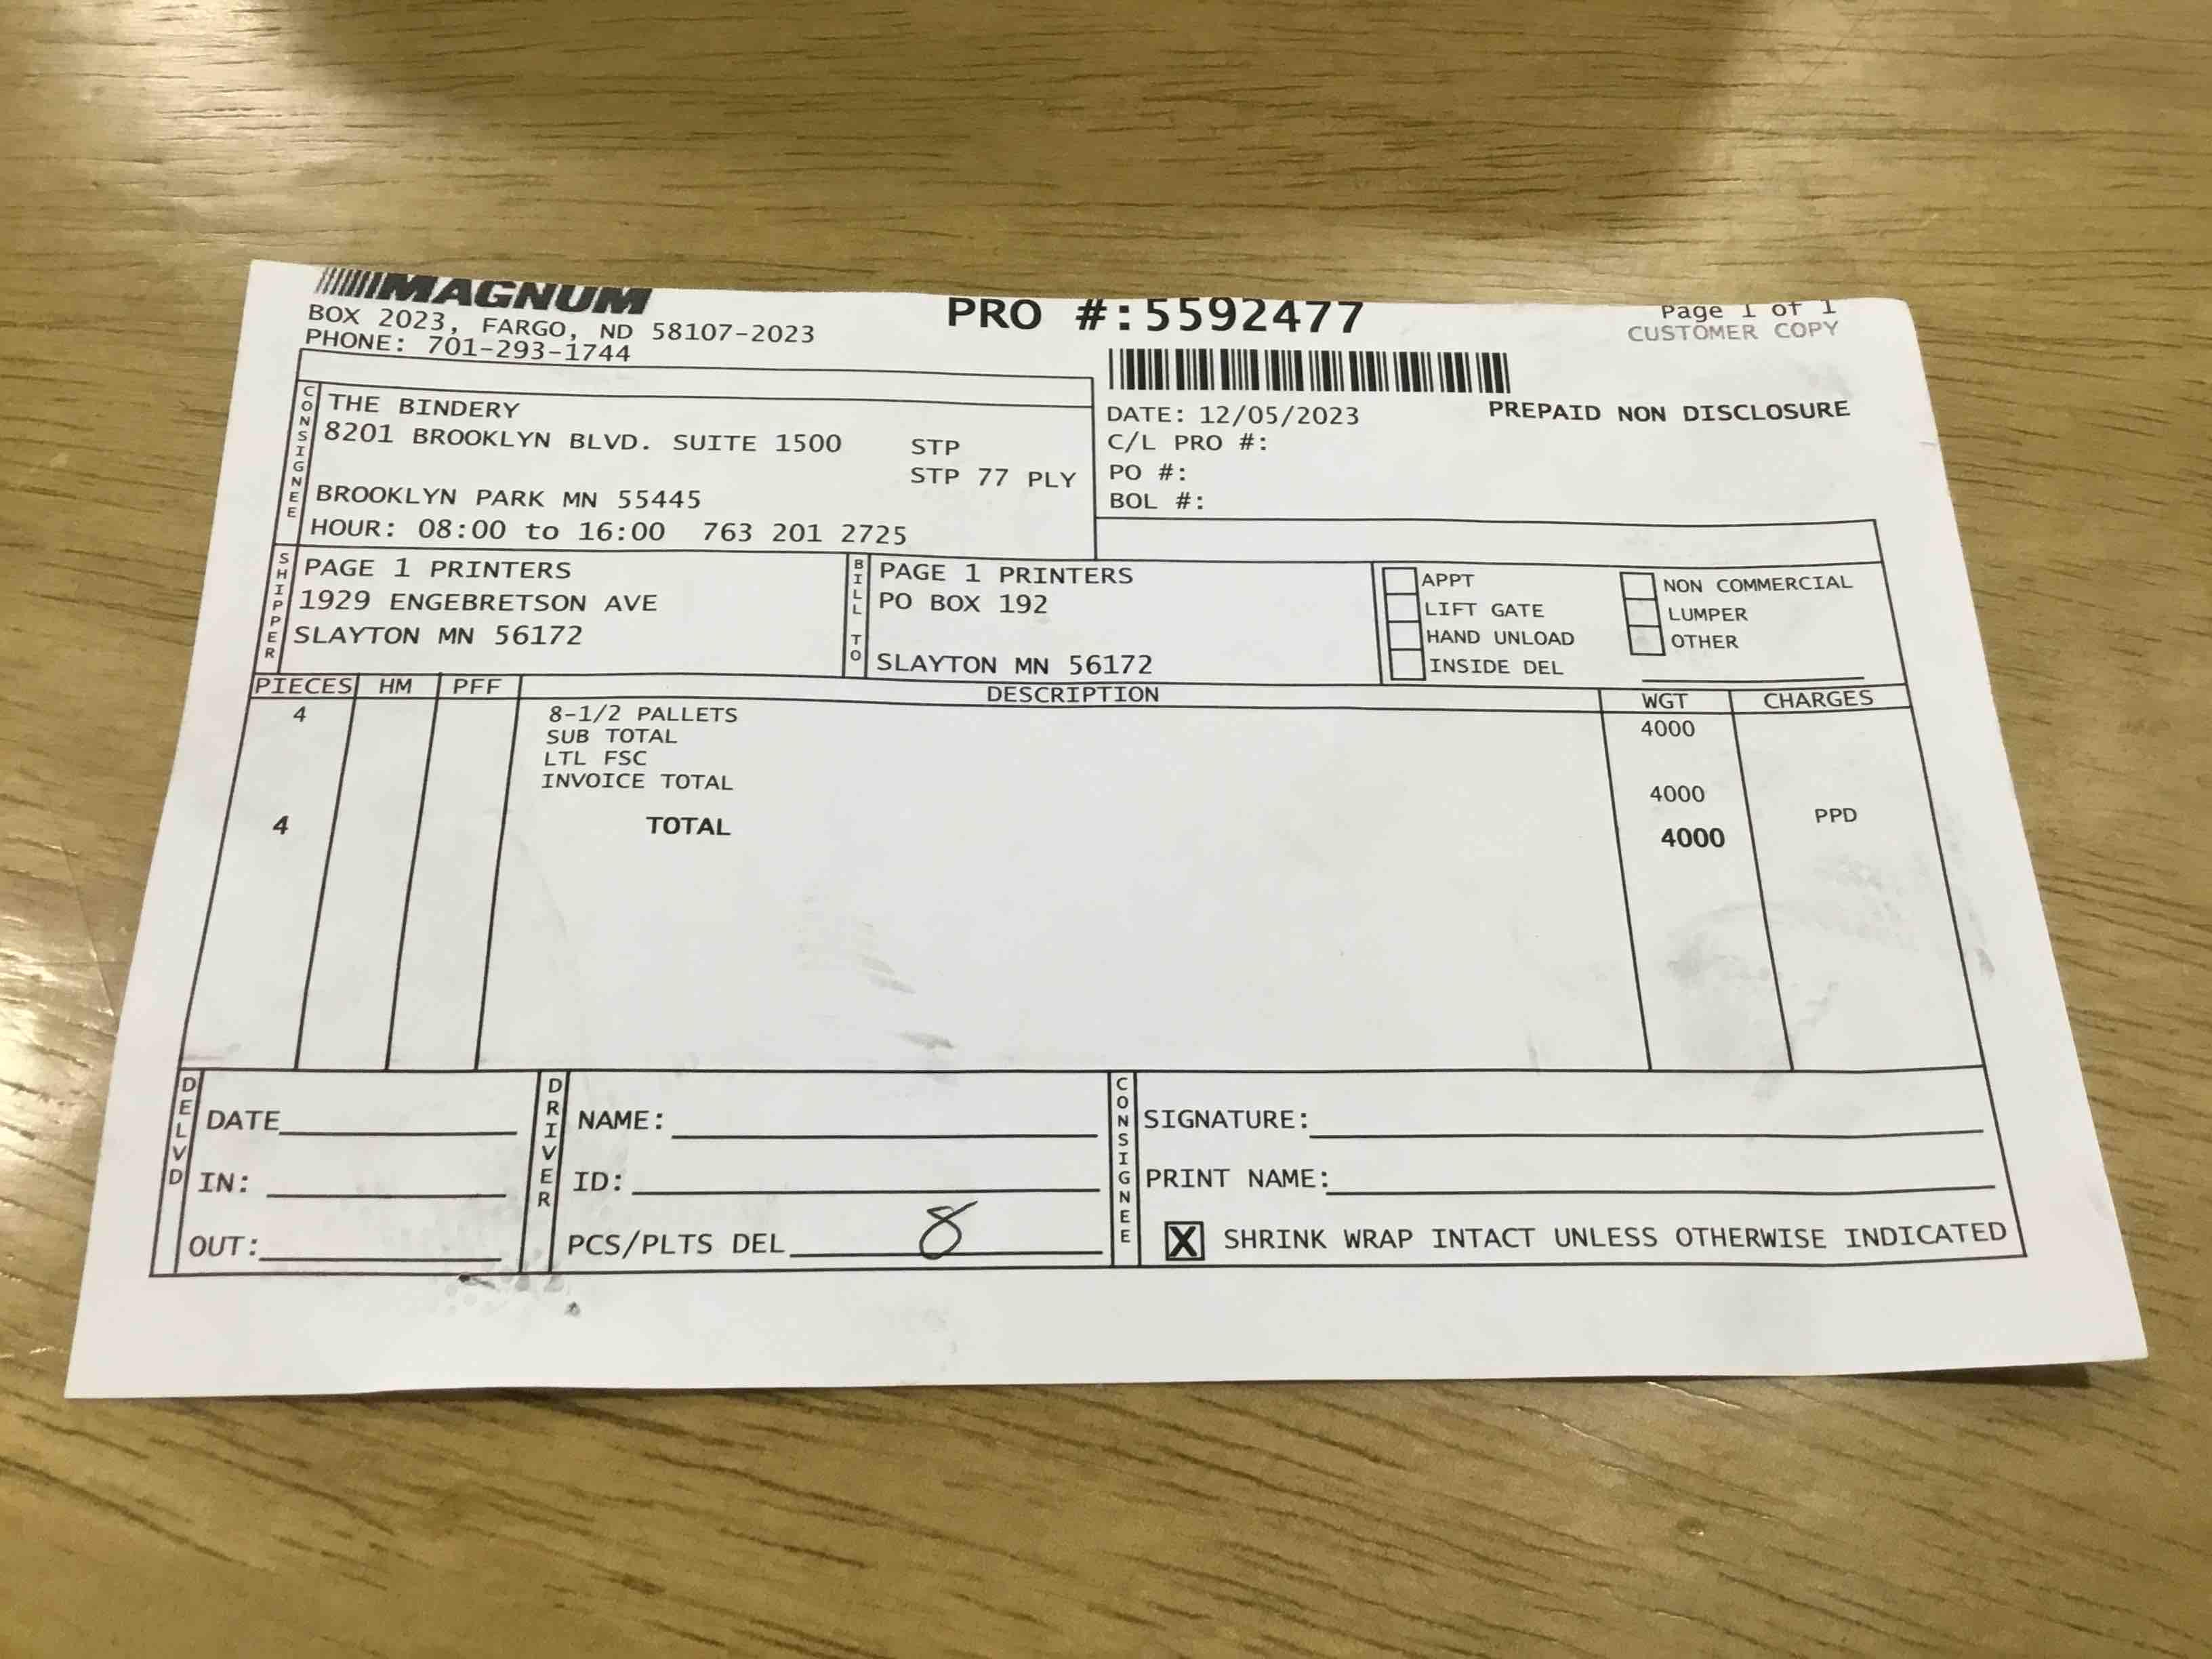 MAGNUM
BOX 2023, FARGO, ND 58107-2023
PHONE: 701-293-1744
PRO #:5592477
Page 1 of 1
CUSTOMER COPY
DATE: 12/05/2023
PREPAID NON DISCLOSURE
C/L PRO #:
PO #:
BOL #:
CONSIGNEE
THE BINDERY
8201 BROOKLYN BLVD. SUITE 1500 STP
STP 77 PLY
BROOKLYN PARK MN 55445
HOUR: 08:00 to 16:00 763 201 2725
SHIPPER
PAGE 1 PRINTERS
1929 ENGEBRETSON AVE
SLAYTON MN 56172
BILL TO
PAGE 1 PRINTERS
PO BOX 192
SLAYTON MN 56172
APPT
LIFT GATE
HAND UNLOAD
INSIDE DEL
NON COMMERCIAL
LUMPER
OTHER
PIECES HM PFF DESCRIPTION WGT CHARGES
4 8-1/2 PALLETS 4000
SUB TOTAL
LTL FSC
INVOICE TOTAL 4000 PPD
4 TOTAL 4000
DELVD
DATE
IN:
OUT:
DRIVER
NAME:
ID:
PCS/PLTS DEL 8
CONSIGNEE
SIGNATURE:
PRINT NAME:
X SHRINK WRAP INTACT UNLESS OTHERWISE INDICATED